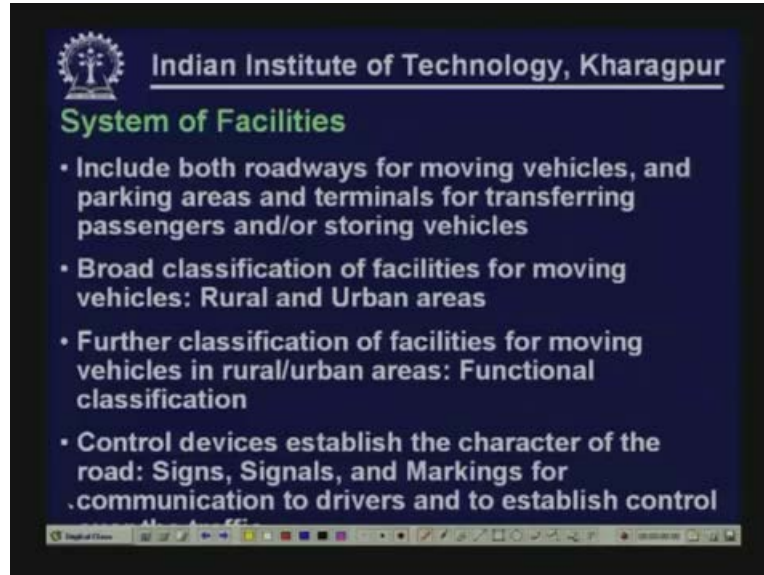 Indian Institute of Technology, Kharagpur
System of Facilities
• Include both roadways for moving vehicles, and
parking areas and terminals for transferring
passengers and/or storing vehicles
• Broad classification of facilities for moving
vehicles: Rural and Urban areas
• Further classification of facilities for moving
vehicles in rural/urban areas: Functional
classification
• Control devices establish the character of the
road: Signs, Signals, and Markings for
communication to drivers and to establish control